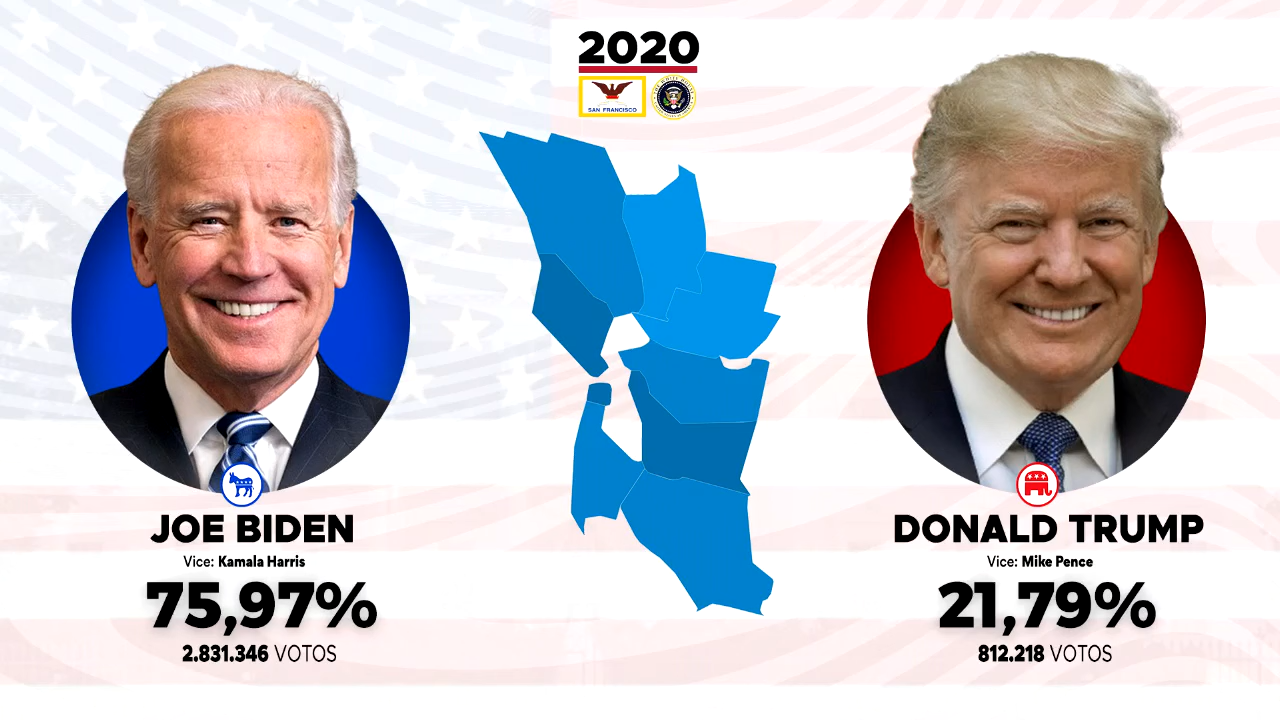 2020
SAN FRANCISCO
JOE BIDEN
Vice: Kamala Harris
75,97%
2.831.346 VOTOS
DONALD TRUMP
Vice: Mike Pence
21,79%
812.218 VOTOS